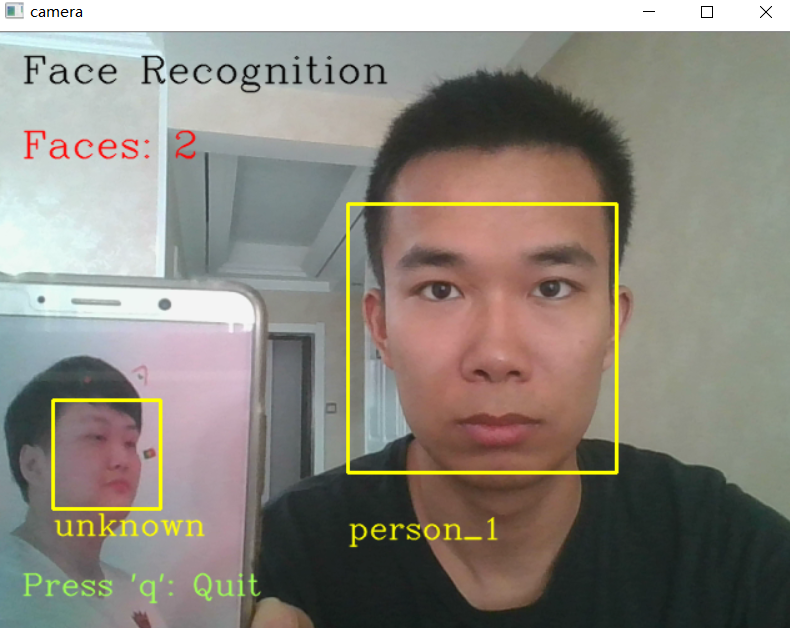 camera
Face Recognition
Faces: 2
unknown
person_1
Press 'q': Quit